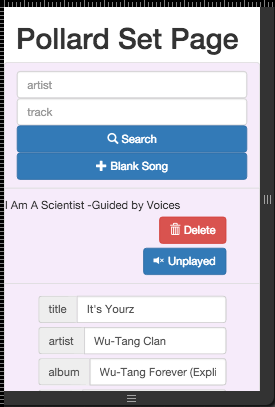 Pollard Set Page
artist
track
Search
Blank Song
I Am A Scientist -Guided by Voices
Delete
Unplayed
title It's Yourz
artist Wu-Tang Clan
album Wu-Tang Forever (Expli